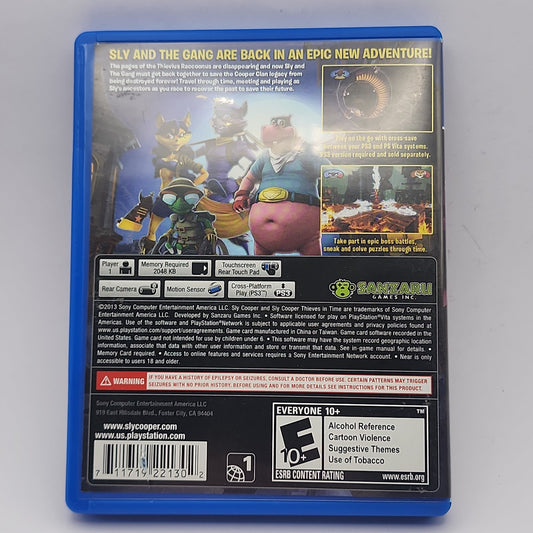 SLY AND THE GANG ARE BACK IN AN EPIC NEW ADVENTURE!
The pages of the Thievius Raccoonus are disappearing and now Sly and
The Gang must get back together to save the Cooper Clan legacy from
being destroyed forever! Travel through time, meeting and playing as
Sly's ancestors as you race to recover the past to save their future.
Play on the go with cross-save
between your PS3 and PS Vita systems.
PS3 version required and sold separately.
Take part in epic boss battles,
sneak and solve puzzles through time.
Player
1
Memory Required
2048 KB
Touchscreen
Rear Touch Pad
Rear Camera
Motion Sensor
Cross-Platform
Play (PS3™)
PS3
SANZARU
GAMES INC.
©2013 Sony Computer Entertainment America LLC. Sly Cooper and Sly Cooper Thieves in Time are trademarks of Sony Computer
Entertainment America LLC. Developed by Sanzaru Games Inc. • Software licensed for play on PlayStation®Vita systems in the
Americas. Use of the software and PlayStation®Network is subject to applicable user agreements and privacy policies found at
www.us.playstation.com/support/useragreements. Game card manufactured in China or Taiwan. Game card software recorded in the
United States. Game card not intended for use by children under 6 • This software may have the system record geographic location
information, associate that with other user information and store or transmit that data. See in-game manual for details. •
Memory Card required. • Access to online features and services requires a Sony Entertainment Network account. • Near is only
accessible to users 18 and older.
WARNING IF YOU HAVE A HISTORY OF EPILEPSY OR SEIZURES, CONSULT A DOCTOR BEFORE USE. CERTAIN PATTERNS MAY TRIGGER
SEIZURES WITH NO PRIOR HISTORY. BEFORE USING AND FOR MORE DETAILS SEE INSTRUCTIONS FOR THIS PRODUCT.
Sony Computer Entertainment America LLC
919 East Hillsdale Blvd., Foster City, CA 94404
www.slycooper.com
www.us.playstation.com
7 11719 22130 2
1
EVERYONE 10+
E
10+
ESRB CONTENT RATING
Alcohol Reference
Cartoon Violence
Suggestive Themes
Use of Tobacco
www.esrb.org